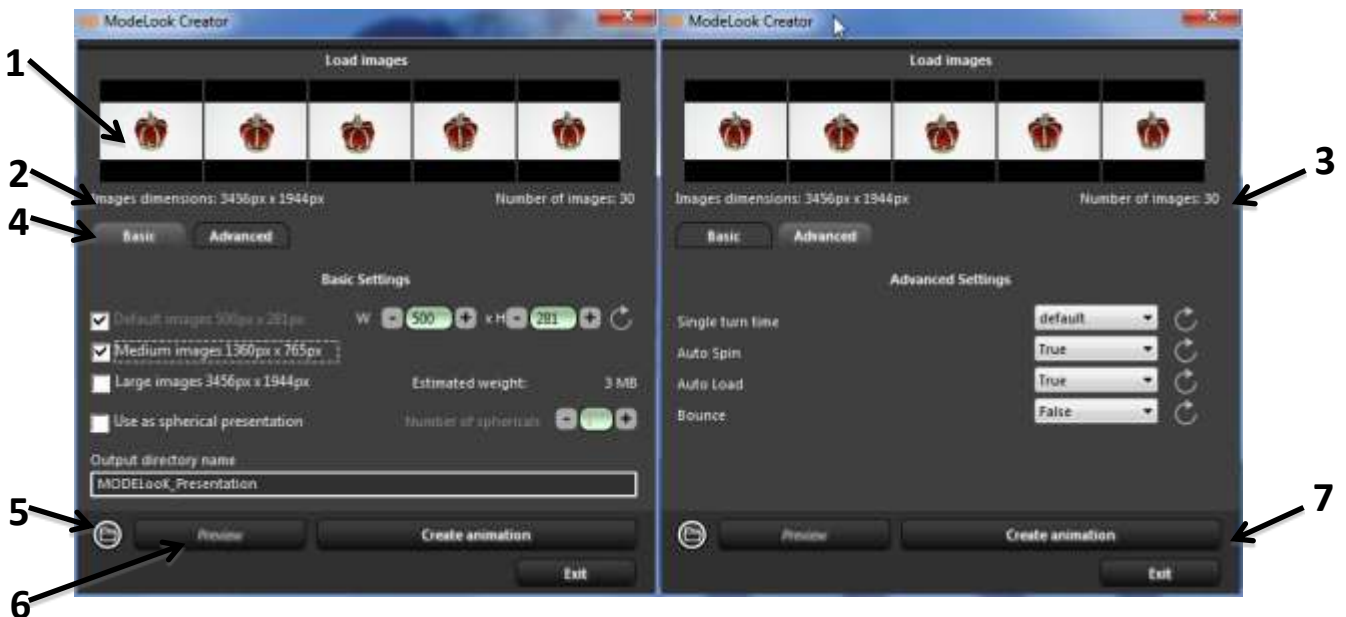 ModeLook Creator
Load images
1
2
Images dimensions: 3456px x 1944px
Number of images: 30
4
Basic
Advanced
Basic Settings
Default images 500px x 281px
W - 500 + x H - 281 +
Medium images 1360px x 765px
Large images 3456px x 1944px
Estimated weight: 3 MB
Use as spherical presentation
Number of sphericals - +
Output directory name
MODELooK_Presentation
5
Preview
Create animation
Exit
6
ModeLook Creator
Load images
3
Images dimensions: 3456px x 1944px
Number of images: 30
Basic
Advanced
Advanced Settings
Single turn time
default
Auto Spin
True
Auto Load
True
Bounce
False
7
Preview
Create animation
Exit